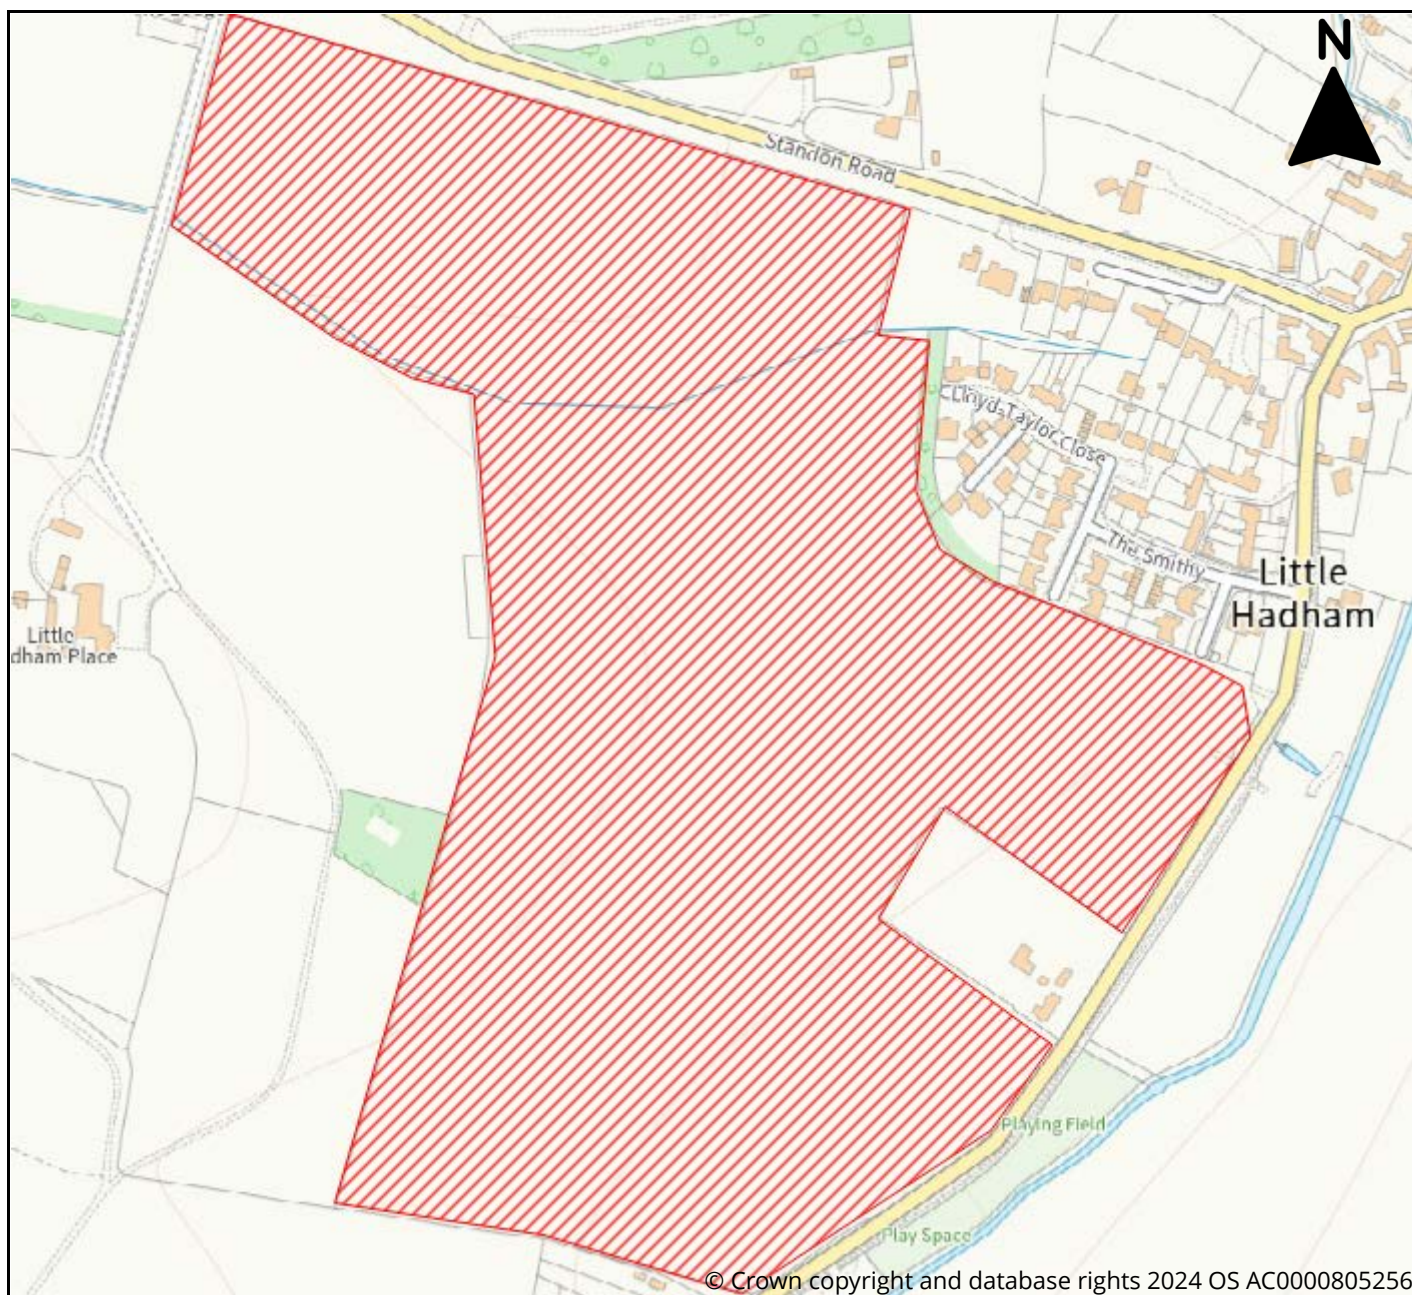 N
Standon Road
Lloyd Taylor Close
The Smithy
Little
Hadham
Little
dham Place
Playing Field
Play Space
© Crown copyright and database rights 2024 OS AC0000805256